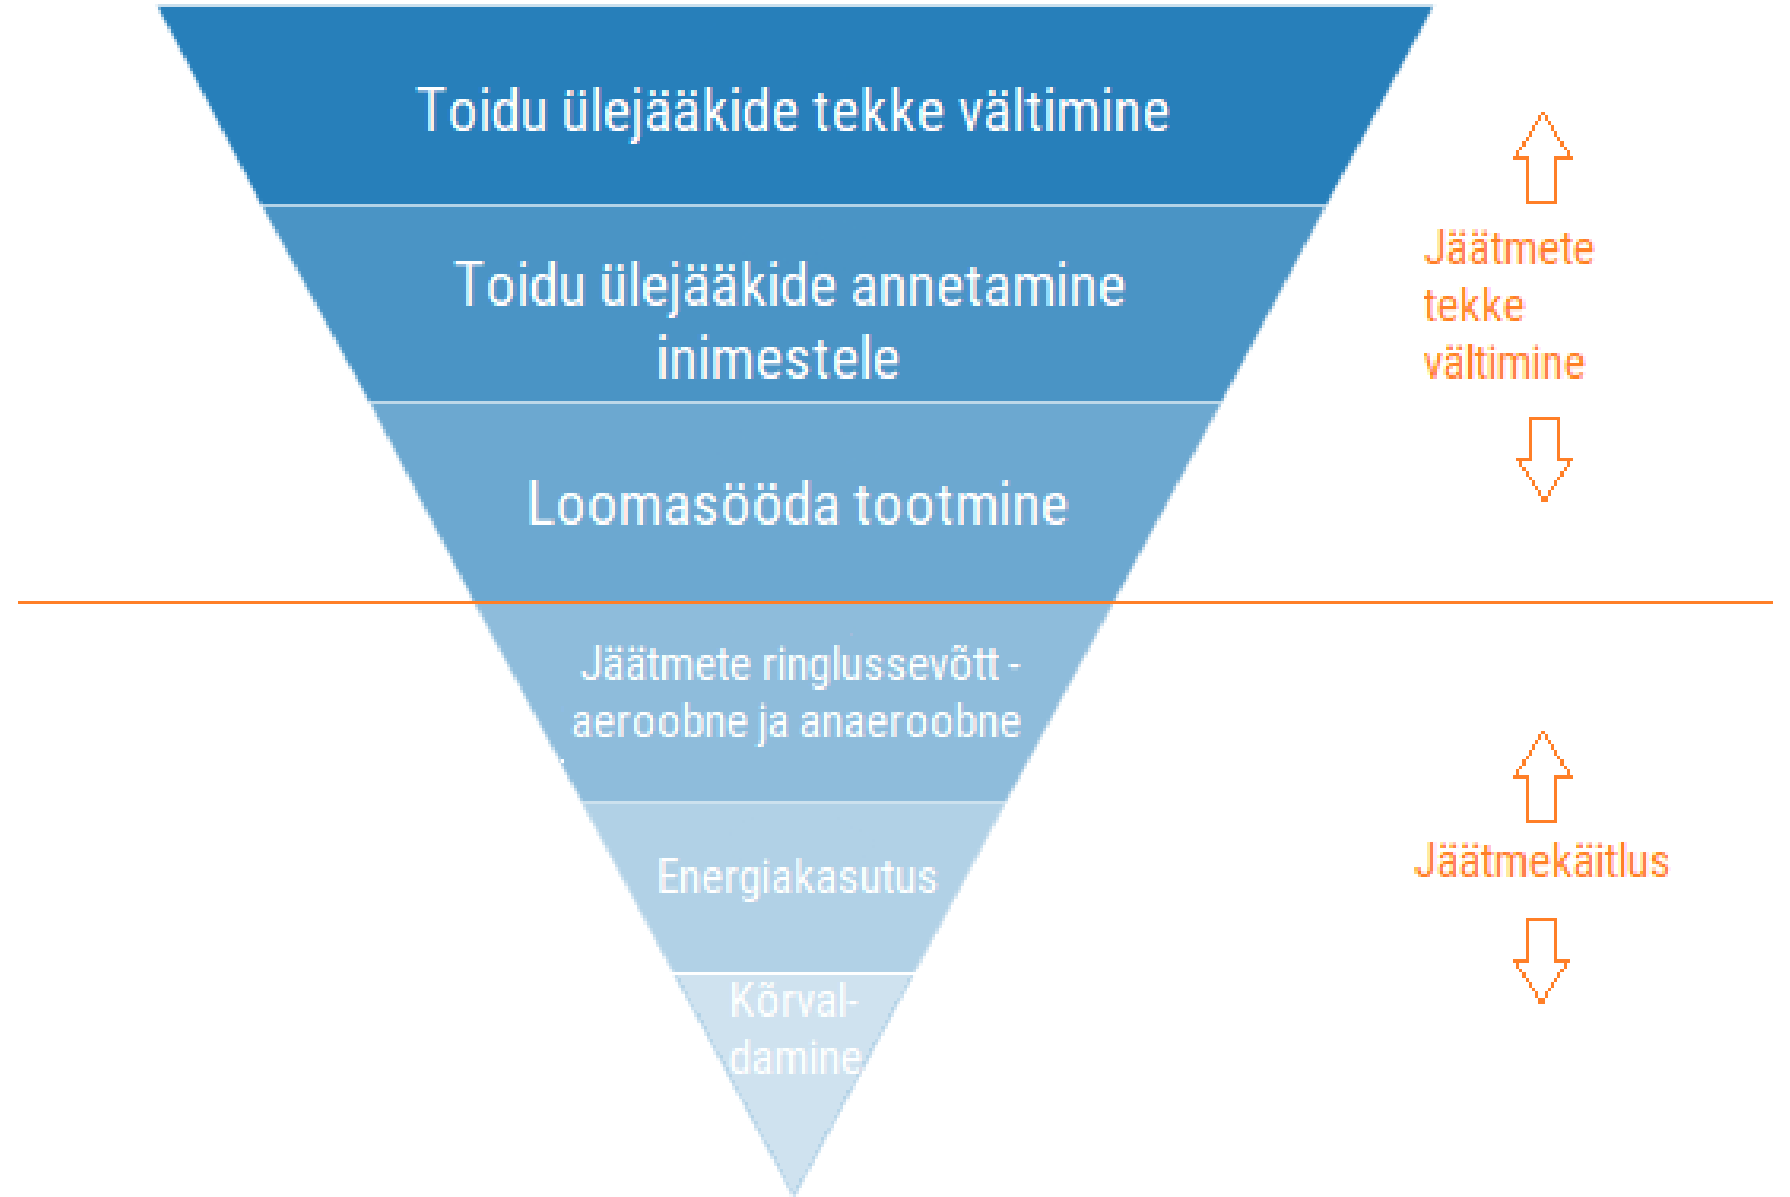 Toidu ülejääkide tekke vältimine
Toidu ülejääkide annetamine
inimestele
Loomasööda tootmine
Jäätmete
tekke
vältimine
Jäätmete ringlussevõtt -
aeroobne ja anaeroobne
Energiakasutus
Kõrval-
damine
Jäätmekäitlus